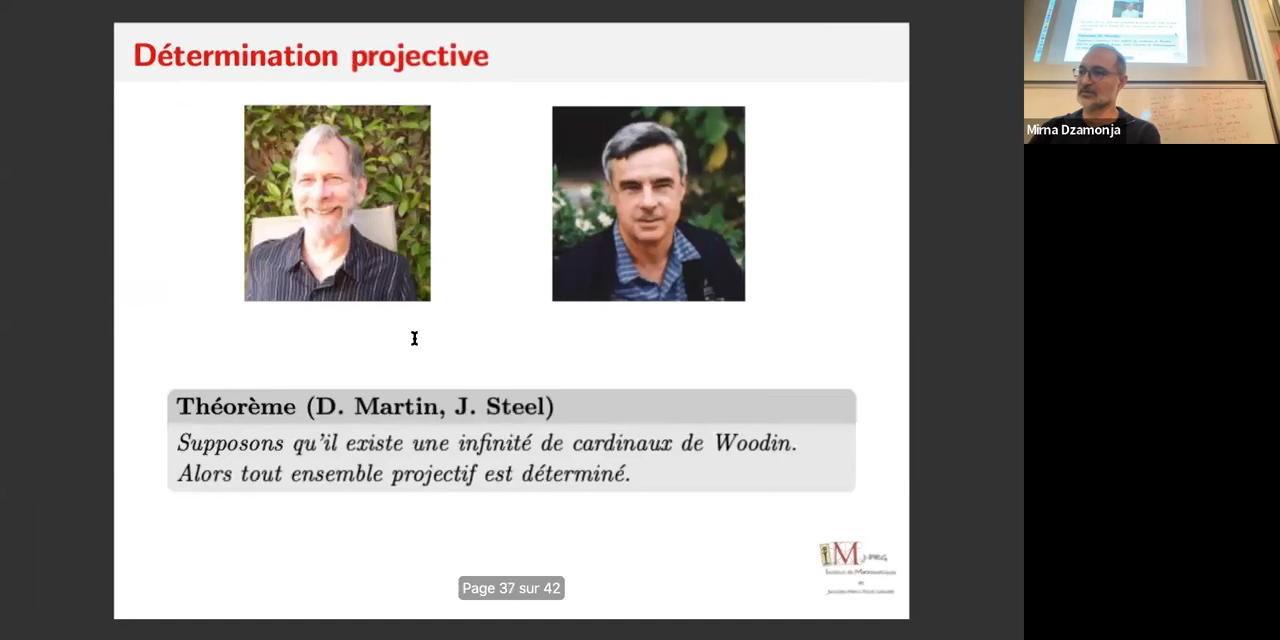 Détermination projective
Théorème (D. Martin, J. Steel)
Supposons qu'il existe une infinité de cardinaux de Woodin.
Alors tout ensemble projectif est déterminé.
Page 37 sur 42
Mirna Dzamonja